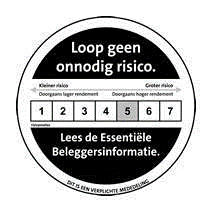 Loop geen
onnodig risico.
Kleiner risico Groter risico
Doorgaans lager rendement Doorgaans hoger rendement
1 2 3 4 5 6 7
Lees de Essentiële
Beleggersinformatie.
DIT IS EEN VERPLICHTE MEDEDELING